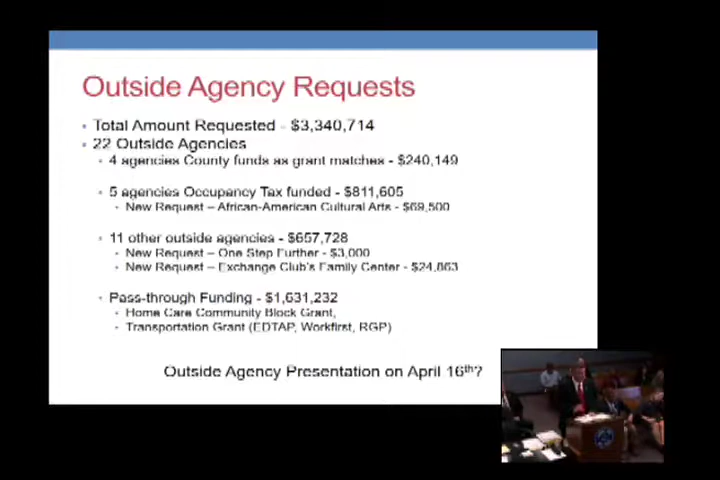 Outside Agency Requests
Total Amount Requested - $3,340,714
22 Outside Agencies
4 agencies County funds as grant matches - $240,149
5 agencies Occupancy Tax funded - $811,605
New Request – African-American Cultural Arts - $69,500
11 other outside agencies - $657,728
New Request – One Step Further - $3,000
New Request – Exchange Club's Family Center - $24,863
Pass-through Funding - $1,631,232
Home Care Community Block Grant,
Transportation Grant (EDTAP, Workfirst, RGP)
Outside Agency Presentation on April 16th?